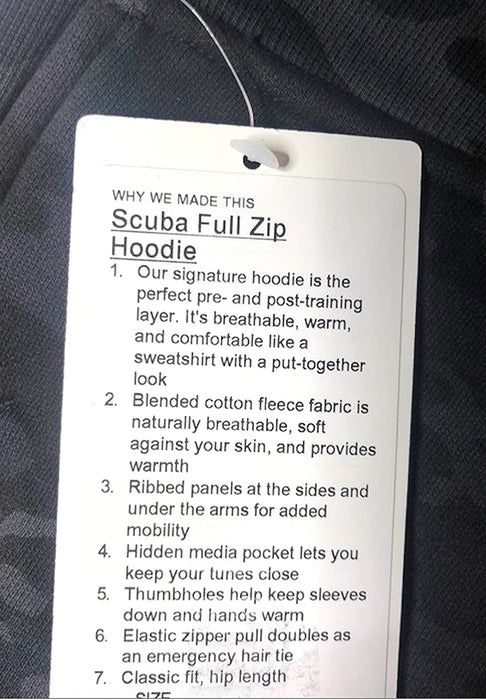 WHY WE MADE THIS
Scuba Full Zip
Hoodie
1. Our signature hoodie is the
perfect pre- and post-training
layer. It's breathable, warm,
and comfortable like a
sweatshirt with a put-together
look
2. Blended cotton fleece fabric is
naturally breathable, soft
against your skin, and provides
warmth
3. Ribbed panels at the sides and
under the arms for added
mobility
4. Hidden media pocket lets you
keep your tunes close
5. Thumbholes help keep sleeves
down and hands warm
6. Elastic zipper pull doubles as
an emergency hair tie
7. Classic fit, hip length
SIZE